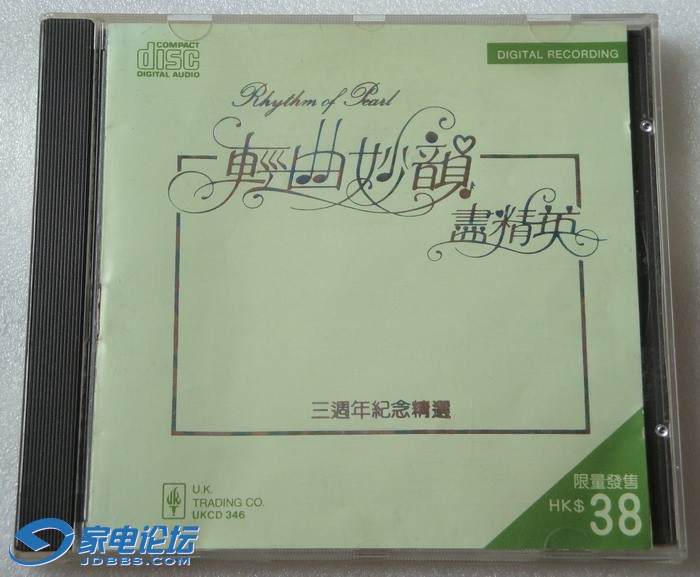 COMPACT
disc
DIGITAL AUDIO
DIGITAL RECORDING
Rhythm of Pearl
輕曲妙韻
盡精英
三週年紀念精選
U.K.
TRADING CO.
UKCD 346
限量發售
HK$ 38
家电论坛
JDBBS.COM